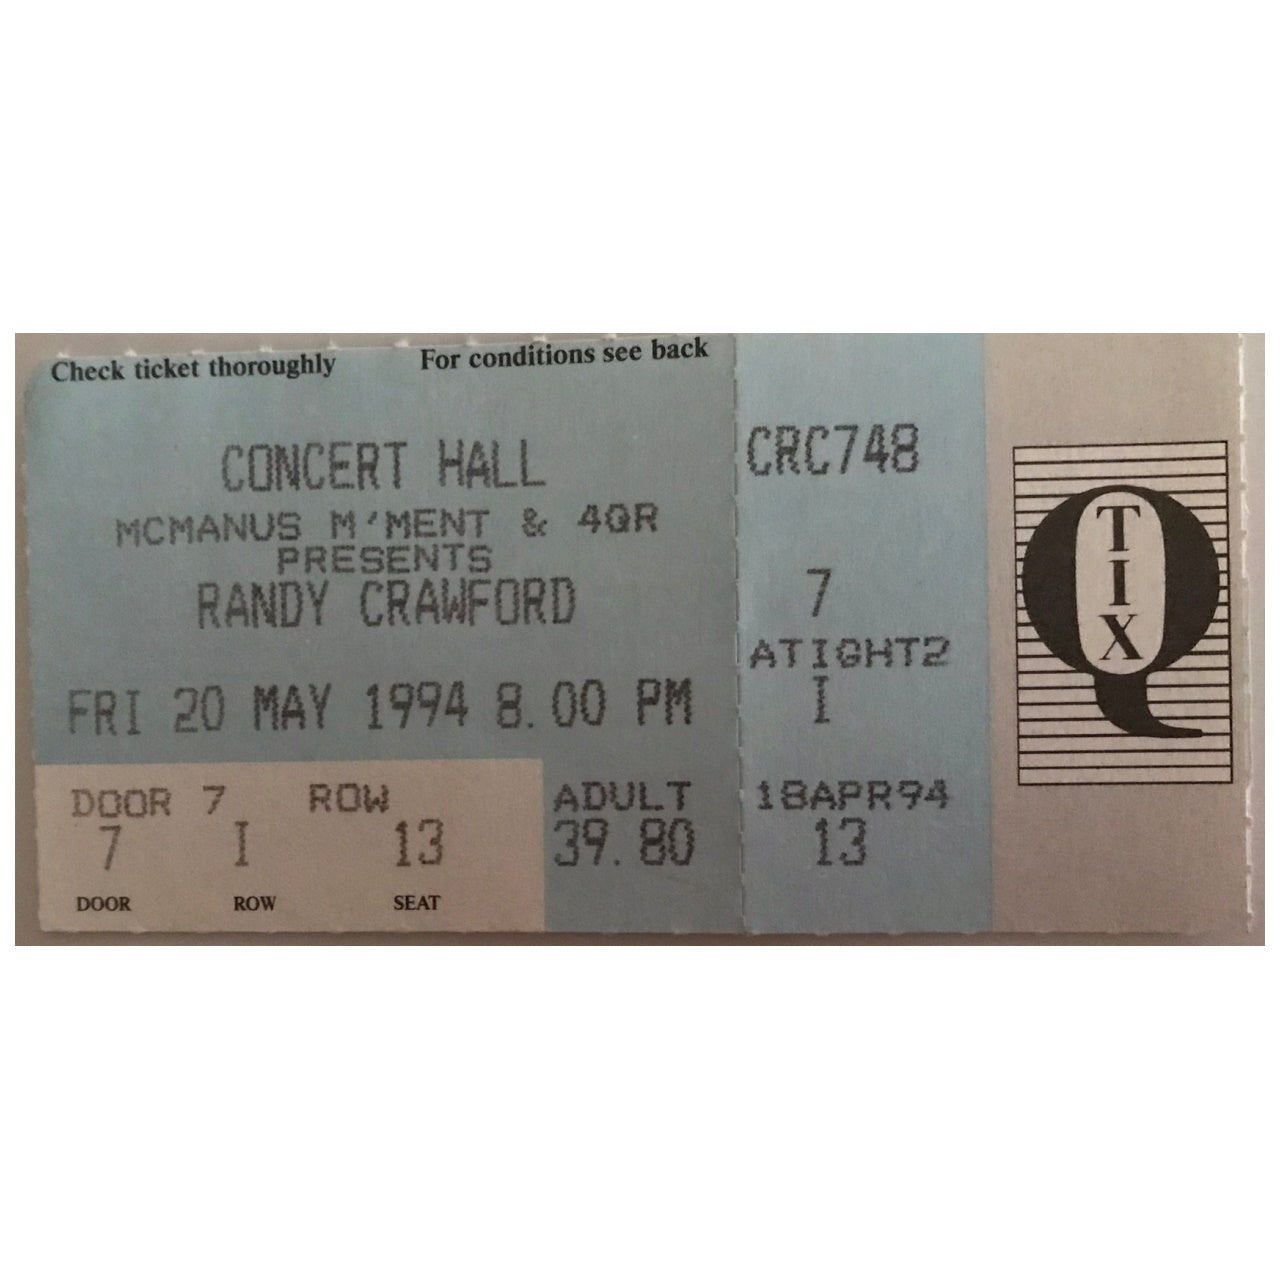 Check ticket thoroughly For conditions see back
CONCERT HALL
MCMANUS M'MENT & 4QR
PRESENTS
RANDY CRAWFORD
FRI 20 MAY 1994 8.00 PM
DOOR 7 ROW
7 I 13
DOOR ROW SEAT
ADULT
39.80
CRC748
7
ATIGHT2
I
18APR94
13
Q
TIX